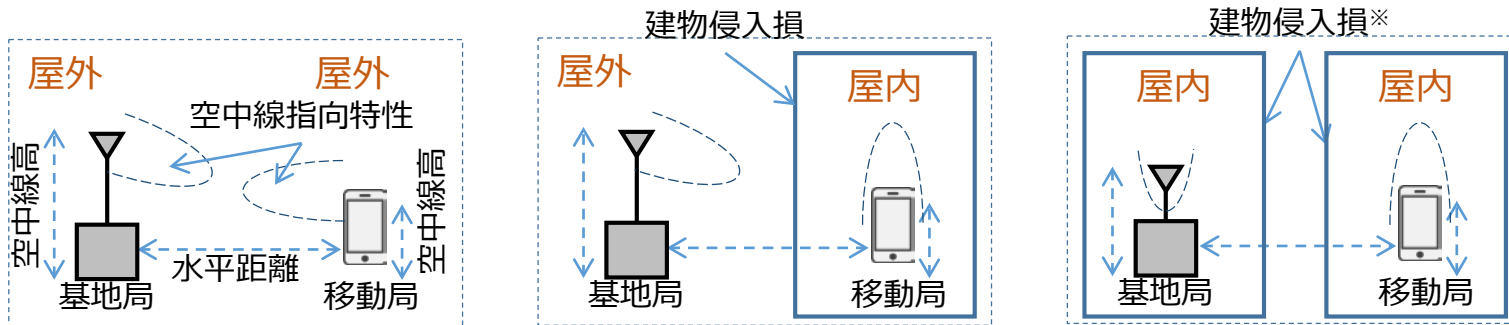 屋外
屋外
空中線指向特性
空中線高
空中線高
水平距離
基地局
移動局
建物侵入損
屋外
屋内
基地局
移動局
建物侵入損※
屋内
屋内
基地局
移動局